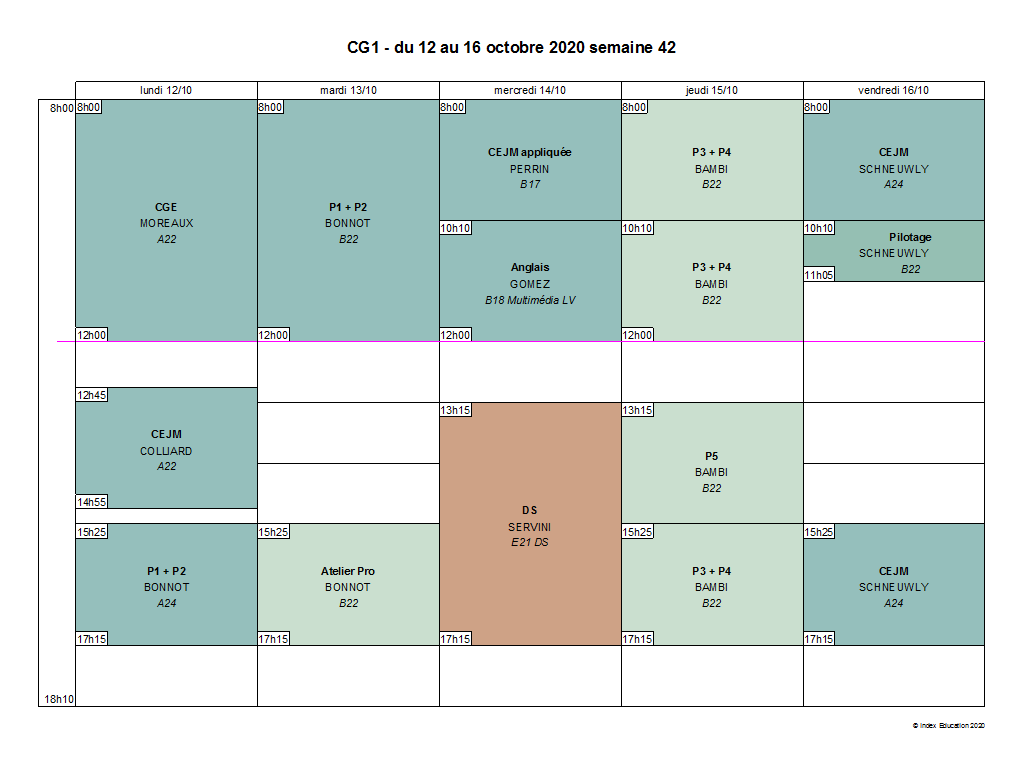 CG1 - du 12 au 16 octobre 2020 semaine 42
lundi 12/10
mardi 13/10
mercredi 14/10
jeudi 15/10
vendredi 16/10
8h00
8h00
CGE
MOREAUX
A22
12h00
12h45
CEJM
COLLIARD
A22
14h55
15h25
P1 + P2
BONNOT
A24
17h15
18h10
8h00
P1 + P2
BONNOT
B22
12h00
15h25
Atelier Pro
BONNOT
B22
17h15
8h00
CEJM appliquée
PERRIN
B17
10h10
Anglais
GOMEZ
B18 Multimédia LV
12h00
13h15
DS
SERVINI
E21 DS
17h15
8h00
P3 + P4
BAMBI
B22
10h10
P3 + P4
BAMBI
B22
12h00
13h15
P5
BAMBI
B22
15h25
P3 + P4
BAMBI
B22
17h15
8h00
CEJM
SCHNEUWLY
A24
10h10
Pilotage
SCHNEUWLY
B22
11h05
15h25
CEJM
SCHNEUWLY
A24
17h15
© Index Education 2020